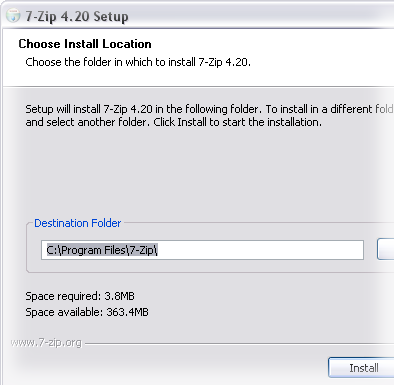 7-Zip 4.20 Setup
Choose Install Location
Choose the folder in which to install 7-Zip 4.20.
Setup will install 7-Zip 4.20 in the following folder. To install in a different
and select another folder. Click Install to start the installation.
Destination Folder
C:\Program Files\7-Zip\
Space required: 3.8MB
Space available: 363.4MB
www.7-zip.org
Install